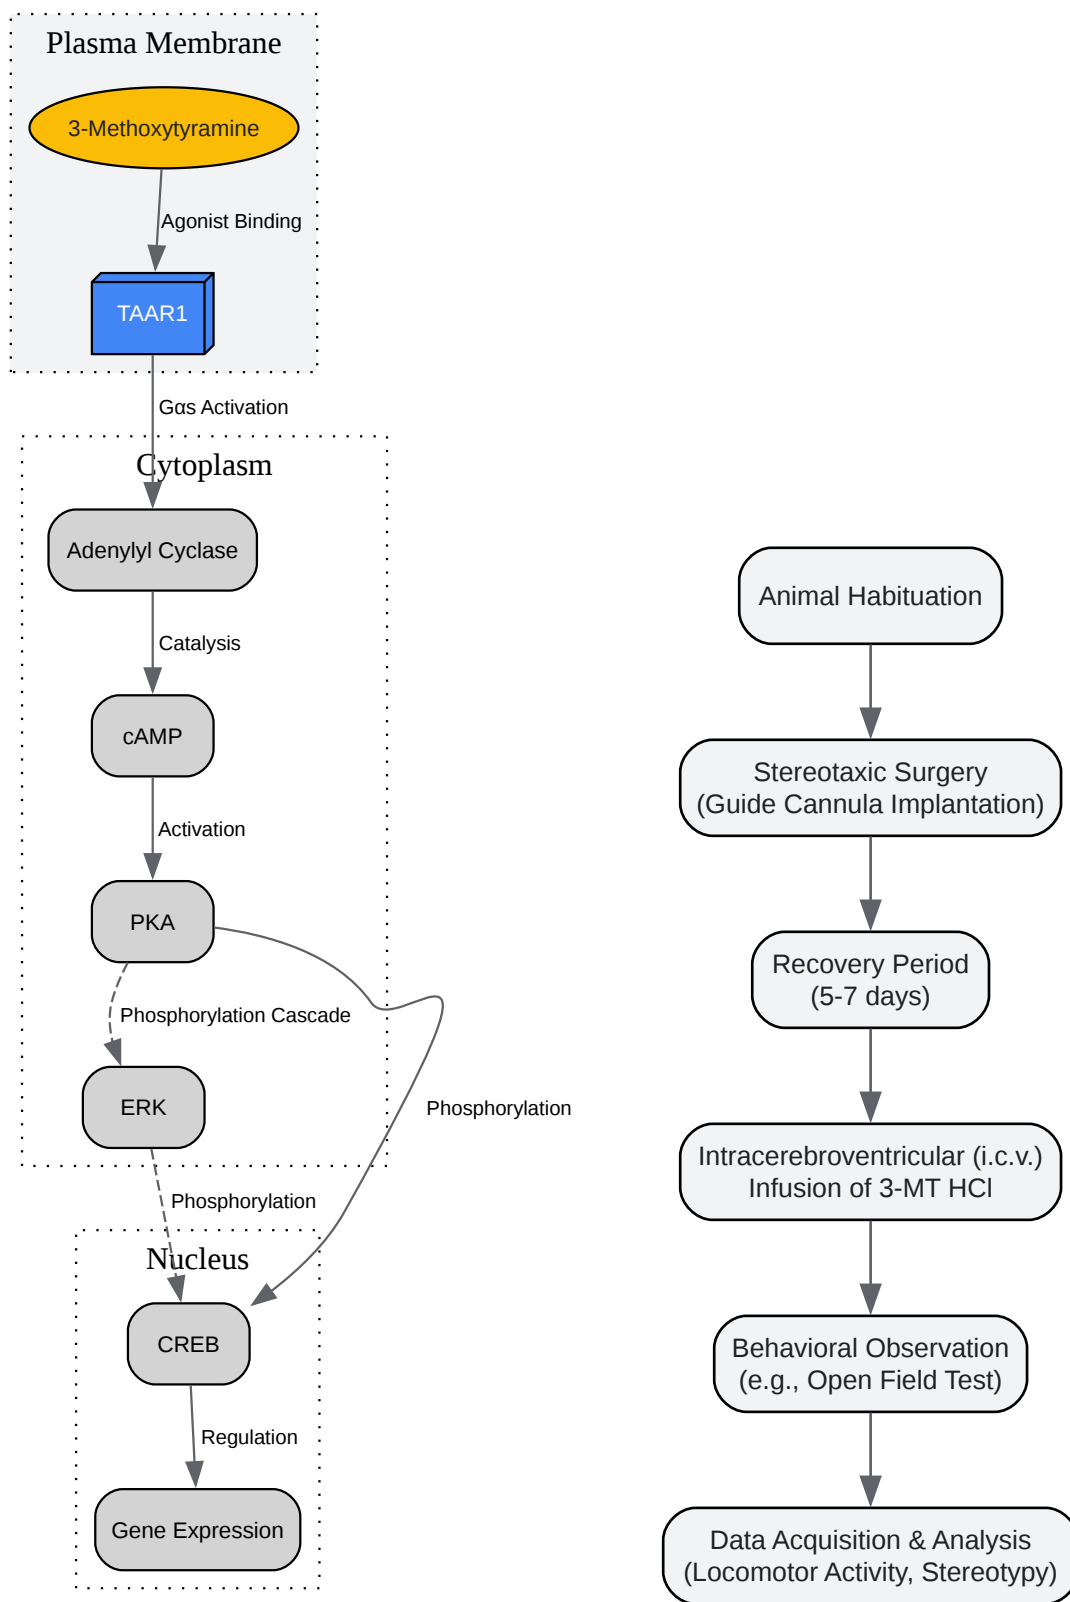 Plasma Membrane
3-Methoxytyramine
Agonist Binding
TAAR1
Gαs Activation
Cytoplasm
Adenylyl Cyclase
Catalysis
cAMP
Activation
PKA
Phosphorylation Cascade
ERK
Phosphorylation
Phosphorylation
Nucleus
CREB
Regulation
Gene Expression
Animal Habituation
Stereotaxic Surgery
(Guide Cannula Implantation)
Recovery Period
(5-7 days)
Intracerebroventricular (i.c.v.)
Infusion of 3-MT HCl
Behavioral Observation
(e.g., Open Field Test)
Data Acquisition & Analysis
(Locomotor Activity, Stereotypy)